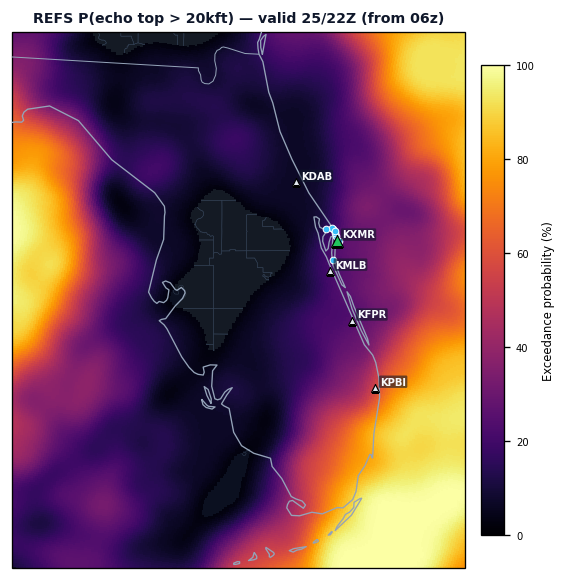 REFS P(echo top > 20kft) — valid 25/22Z (from 06z)
KDAB
KXMR
KMLB
KFPR
KPBI
100
80
60
40
20
0
Exceedance probability (%)